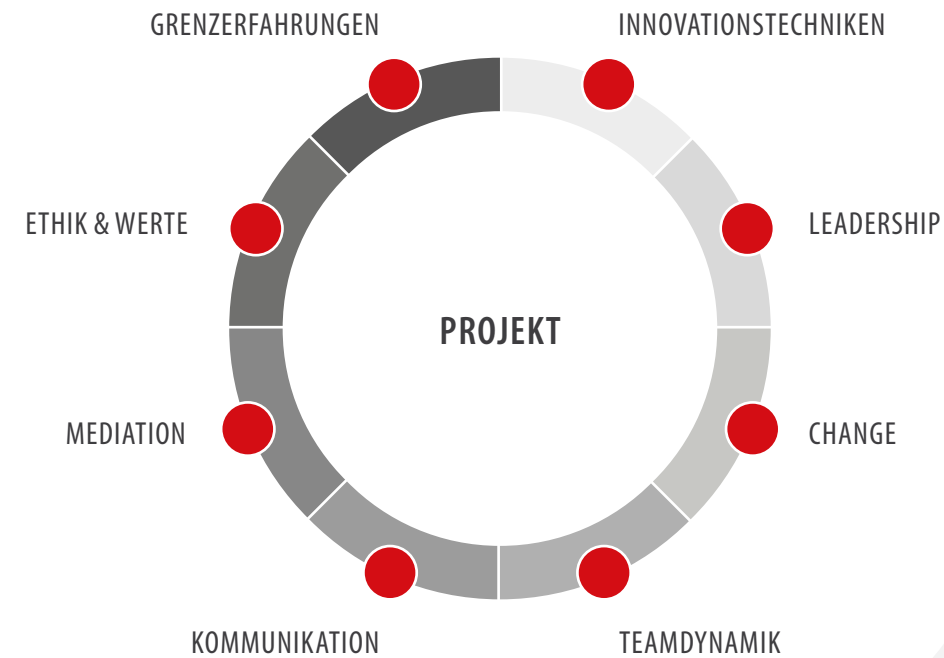 GRENZERFAHRUNGEN
INNOVATIONSTECHNIKEN
ETHIK & WERTE
LEADERSHIP
PROJEKT
MEDIATION
CHANGE
KOMMUNIKATION
TEAMDYNAMIK